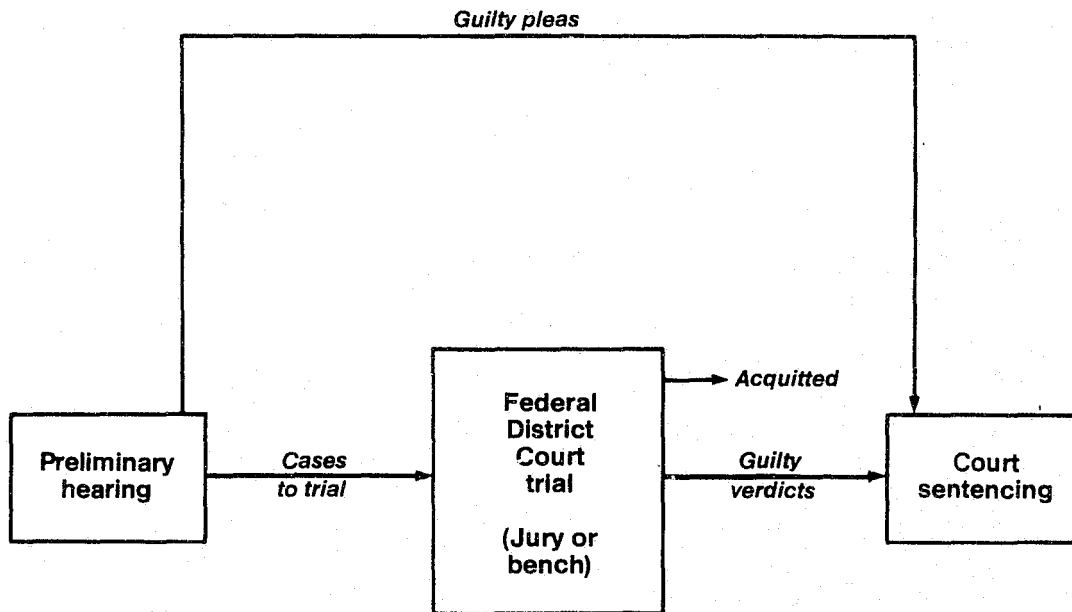 Guilty pleas
Preliminary
hearing
Cases
to trial
Federal
District
Court
trial
(Jury or
bench)
Acquitted
Guilty
verdicts
Court
sentencing